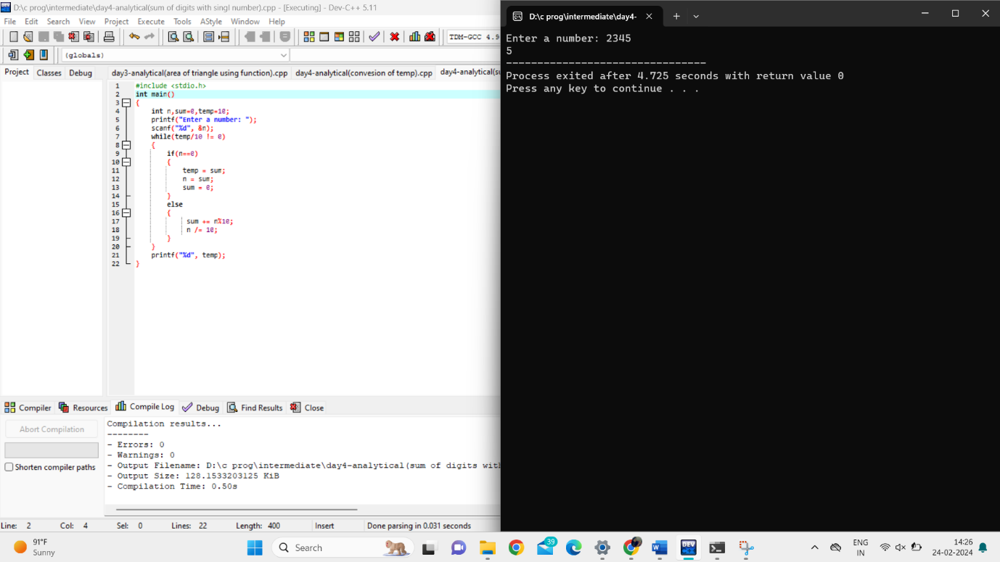 D:\c prog\intermediate\day4-analytical(sum of digits with singl number).cpp - [Executing] - Dev-C++ 5.11
File Edit Search View Project Execute Tools AStyle Window Help
TDM-GCC 4.9
(globals)
Project Classes Debug
day3-analytical(area of triangle using function).cpp day4-analytical(convesion of temp).cpp day4-analytical(su
1 #include <stdio.h>
2 int main()
3 {
4 int n,sum=0,temp=10;
5 printf("Enter a number: ");
6 scanf("%d", &n);
7 while(temp/10 != 0)
8 {
9 if(n==0)
10 {
11 temp = sum;
12 n = sum;
13 sum = 0;
14 }
15 else
16 {
17 sum += n%10;
18 n /= 10;
19 }
20 }
21 printf("%d", temp);
22 }
Compiler Resources Compile Log Debug Find Results Close
Abort Compilation
Shorten compiler paths
Compilation results...
--------
- Errors: 0
- Warnings: 0
- Output Filename: D:\c prog\intermediate\day4-analytical(sum of digits with
- Output Size: 128.1533203125 KiB
- Compilation Time: 0.50s
Line: 2 Col: 4 Sel: 0 Lines: 22 Length: 400 Insert Done parsing in 0.031 seconds
D:\c prog\intermediate\day4-
Enter a number: 2345
5
--------------------------------
Process exited after 4.725 seconds with return value 0
Press any key to continue . . .
91°F
Sunny
Search
39
DEV
ENG
IN
14:26
24-02-2024